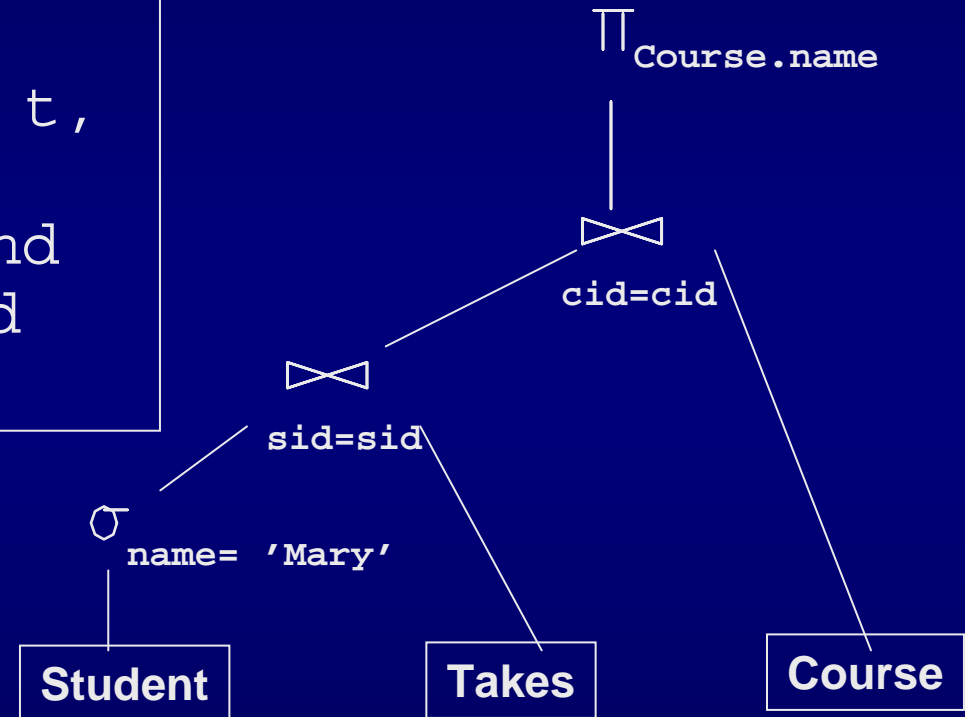 t,
nd
d
∏Course.name
⋈
cid=cid
⋈
sid=sid
σname= ’Mary’
Student
Takes
Course